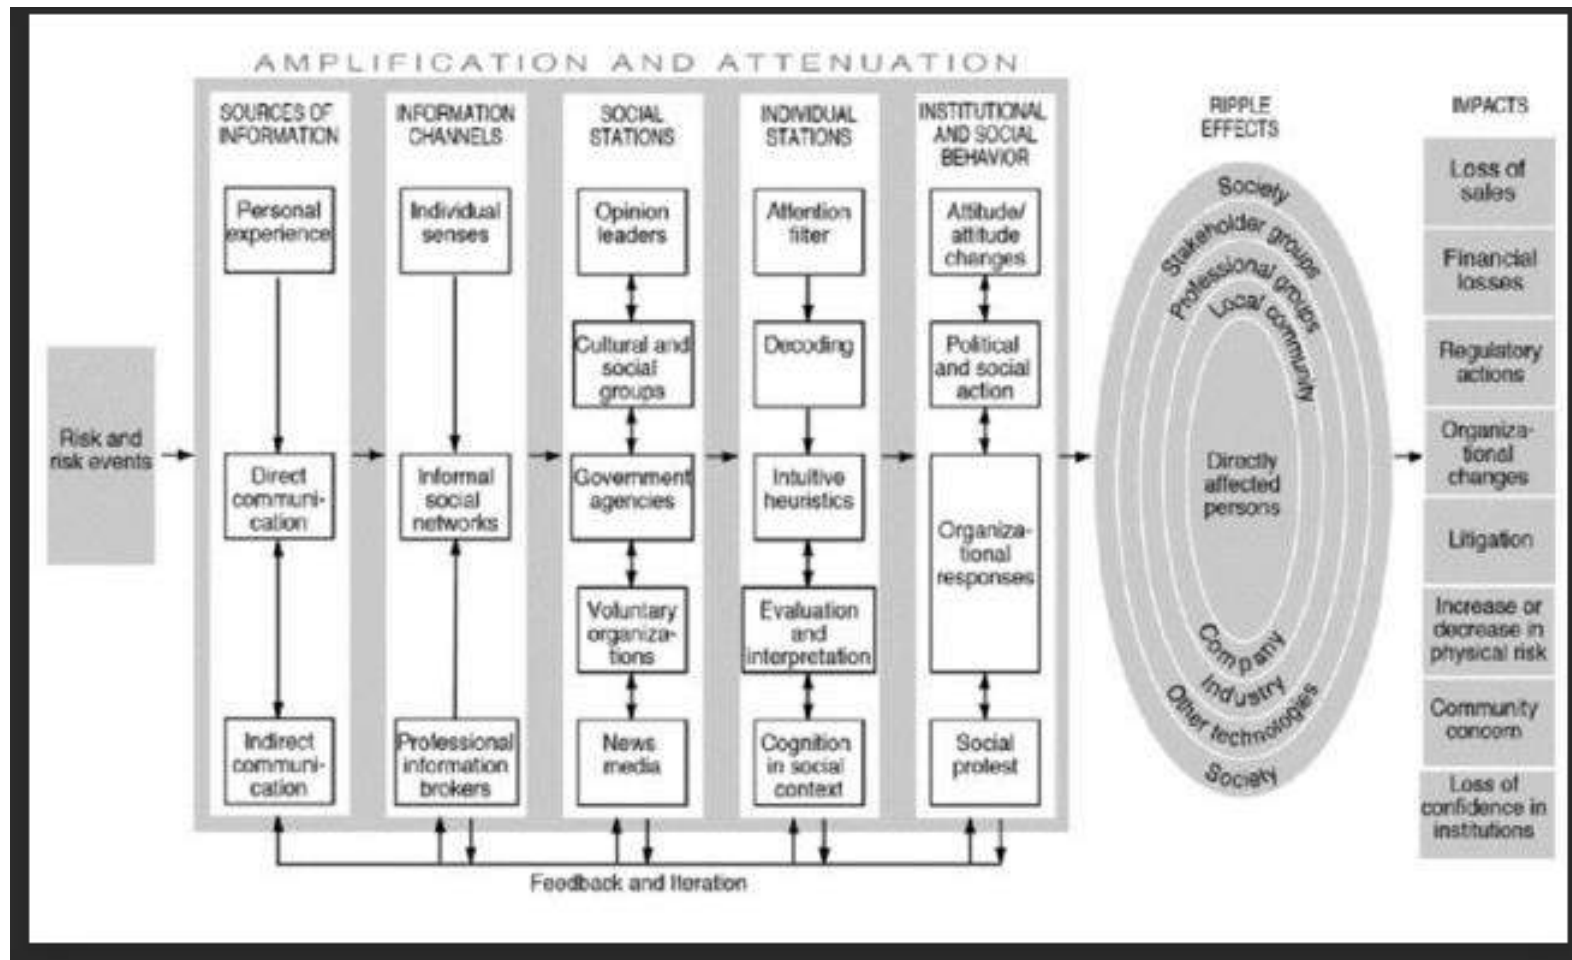 AMPLIFICATION AND ATTENUATION
SOURCES OF
INFORMATION
Personal
experience
Direct
communi-
cation
Indirect
communi-
cation
INFORMATION
CHANNELS
Individual
senses
Informal
social
networks
Professional
information
brokers
SOCIAL
STATIONS
Opinion
leaders
Cultural and
social
groups
Government
agencies
Voluntary
organiza-
tions
News
media
INDIVIDUAL
STATIONS
Attention
filter
Decoding
Intuitive
heuristics
Evaluation
and
interpretation
Cognition
in social
context
INSTITUTIONAL
AND SOCIAL
BEHAVIOR
Attitude/
attitude
changes
Political
and social
action
Organiza-
tional
responses
Social
protest
Risk and
risk events
Feedback and Iteration
RIPPLE
EFFECTS
Society
Stakeholder groups
Professional groups
Local community
Directly
affected
persons
Company
Industry
Other technologies
Society
IMPACTS
Loss of
sales
Financial
losses
Regulatory
actions
Organiza-
tional
changes
Litigation
Increase or
decrease in
physical risk
Community
concern
Loss of
confidence in
institutions